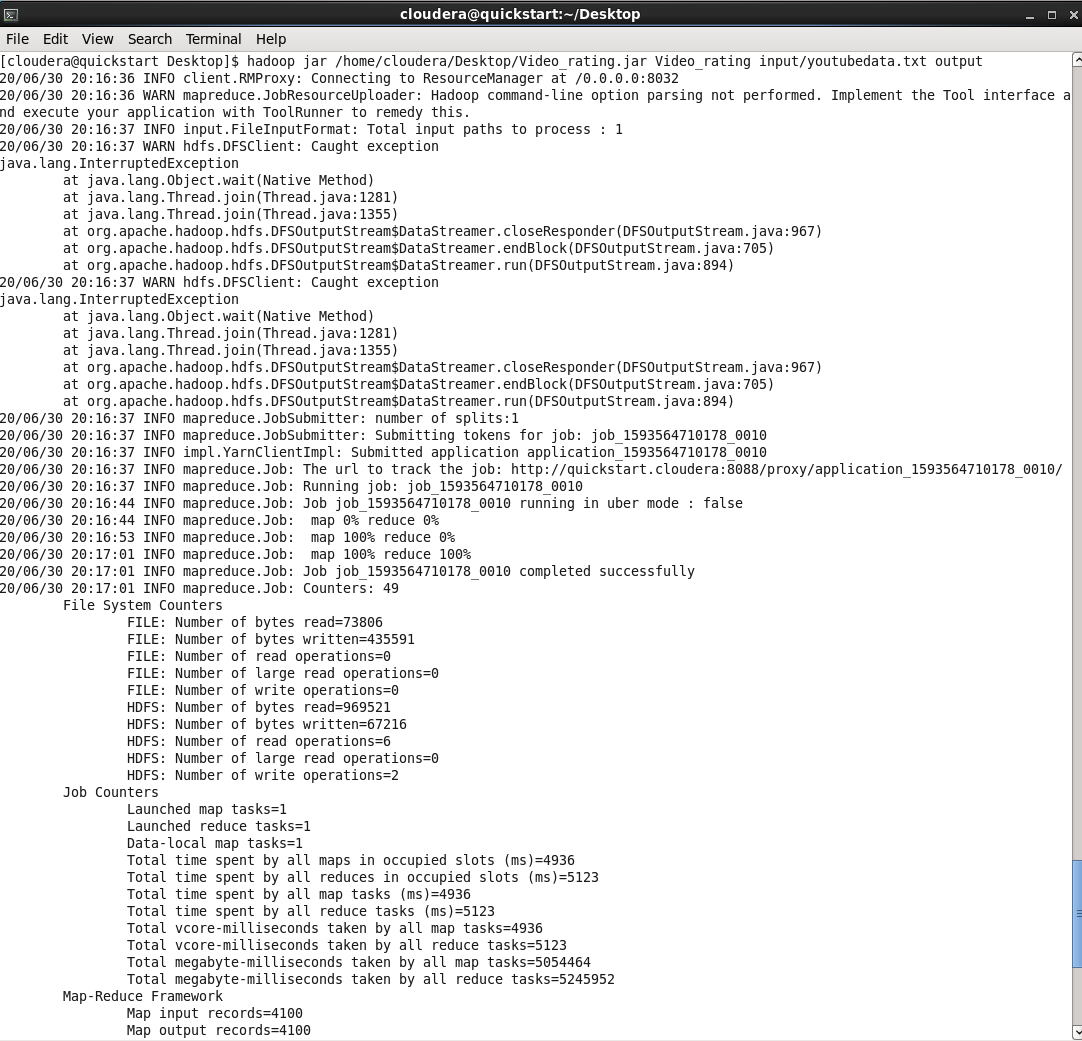 cloudera@quickstart:~/Desktop
File Edit View Search Terminal Help
[cloudera@quickstart Desktop]$ hadoop jar /home/cloudera/Desktop/Video_rating.jar Video_rating input/youtubedata.txt output
20/06/30 20:16:36 INFO client.RMProxy: Connecting to ResourceManager at /0.0.0.0:8032
20/06/30 20:16:36 WARN mapreduce.JobResourceUploader: Hadoop command-line option parsing not performed. Implement the Tool interface a
nd execute your application with ToolRunner to remedy this.
20/06/30 20:16:37 INFO input.FileInputFormat: Total input paths to process : 1
20/06/30 20:16:37 WARN hdfs.DFSClient: Caught exception
java.lang.InterruptedException
at java.lang.Object.wait(Native Method)
at java.lang.Thread.join(Thread.java:1281)
at java.lang.Thread.join(Thread.java:1355)
at org.apache.hadoop.hdfs.DFSOutputStream$DataStreamer.closeResponder(DFSOutputStream.java:967)
at org.apache.hadoop.hdfs.DFSOutputStream$DataStreamer.endBlock(DFSOutputStream.java:705)
at org.apache.hadoop.hdfs.DFSOutputStream$DataStreamer.run(DFSOutputStream.java:894)
20/06/30 20:16:37 WARN hdfs.DFSClient: Caught exception
java.lang.InterruptedException
at java.lang.Object.wait(Native Method)
at java.lang.Thread.join(Thread.java:1281)
at java.lang.Thread.join(Thread.java:1355)
at org.apache.hadoop.hdfs.DFSOutputStream$DataStreamer.closeResponder(DFSOutputStream.java:967)
at org.apache.hadoop.hdfs.DFSOutputStream$DataStreamer.endBlock(DFSOutputStream.java:705)
at org.apache.hadoop.hdfs.DFSOutputStream$DataStreamer.run(DFSOutputStream.java:894)
20/06/30 20:16:37 INFO mapreduce.JobSubmitter: number of splits:1
20/06/30 20:16:37 INFO mapreduce.JobSubmitter: Submitting tokens for job: job_1593564710178_0010
20/06/30 20:16:37 INFO impl.YarnClientImpl: Submitted application application_1593564710178_0010
20/06/30 20:16:37 INFO mapreduce.Job: The url to track the job: http://quickstart.cloudera:8088/proxy/application_1593564710178_0010/
20/06/30 20:16:37 INFO mapreduce.Job: Running job: job_1593564710178_0010
20/06/30 20:16:44 INFO mapreduce.Job: Job job_1593564710178_0010 running in uber mode : false
20/06/30 20:16:44 INFO mapreduce.Job:  map 0% reduce 0%
20/06/30 20:16:53 INFO mapreduce.Job:  map 100% reduce 0%
20/06/30 20:17:01 INFO mapreduce.Job:  map 100% reduce 100%
20/06/30 20:17:01 INFO mapreduce.Job: Job job_1593564710178_0010 completed successfully
20/06/30 20:17:01 INFO mapreduce.Job: Counters: 49
File System Counters
FILE: Number of bytes read=73806
FILE: Number of bytes written=435591
FILE: Number of read operations=0
FILE: Number of large read operations=0
FILE: Number of write operations=0
HDFS: Number of bytes read=969521
HDFS: Number of bytes written=67216
HDFS: Number of read operations=6
HDFS: Number of large read operations=0
HDFS: Number of write operations=2
Job Counters
Launched map tasks=1
Launched reduce tasks=1
Data-local map tasks=1
Total time spent by all maps in occupied slots (ms)=4936
Total time spent by all reduces in occupied slots (ms)=5123
Total time spent by all map tasks (ms)=4936
Total time spent by all reduce tasks (ms)=5123
Total vcore-milliseconds taken by all map tasks=4936
Total vcore-milliseconds taken by all reduce tasks=5123
Total megabyte-milliseconds taken by all map tasks=5054464
Total megabyte-milliseconds taken by all reduce tasks=5245952
Map-Reduce Framework
Map input records=4100
Map output records=4100